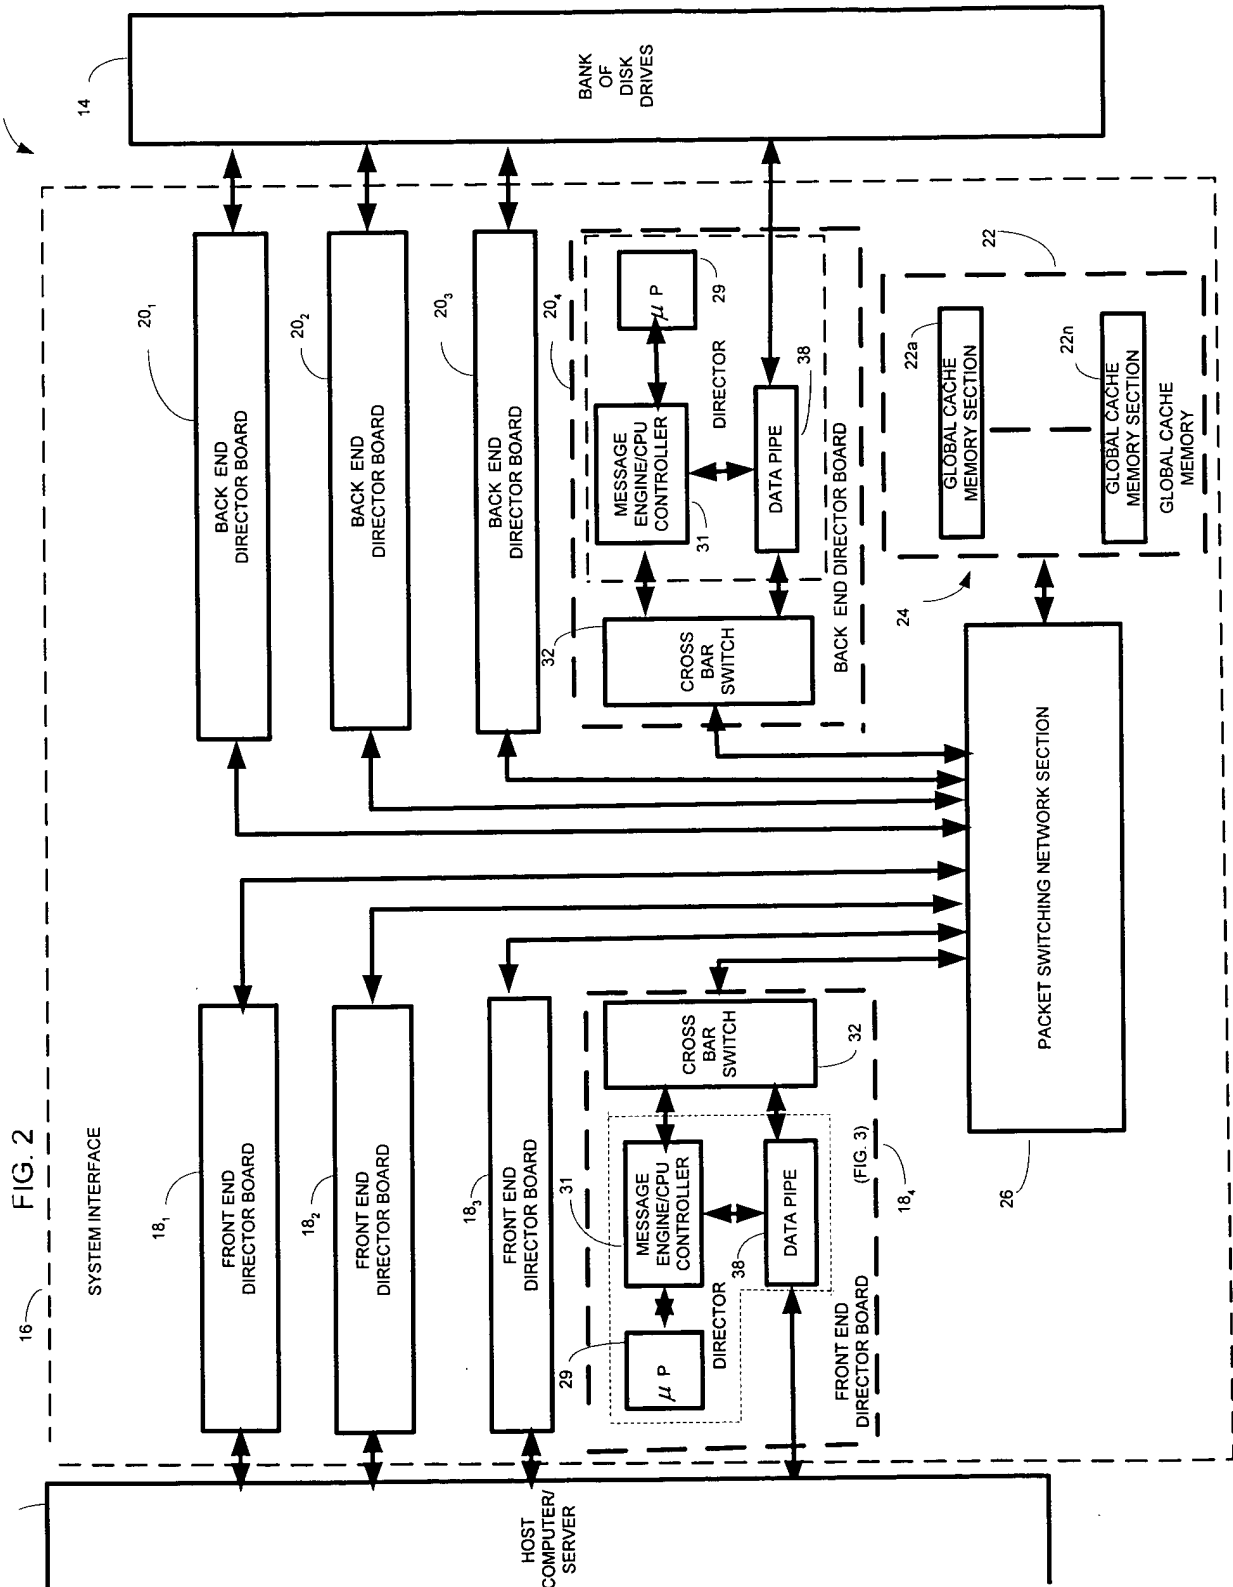 FIG. 2
16
SYSTEM INTERFACE
HOST
COMPUTER/
SERVER
18₁
FRONT END
DIRECTOR BOARD
18₂
FRONT END
DIRECTOR BOARD
18₃
FRONT END
DIRECTOR BOARD
29
μ P
DIRECTOR
31
MESSAGE
ENGINE/CPU
CONTROLLER
38
DATA PIPE
CROSS
BAR
SWITCH
32
FRONT END
DIRECTOR BOARD
(FIG. 3)
18₄
20₁
BACK END
DIRECTOR BOARD
20₂
BACK END
DIRECTOR BOARD
20₃
BACK END
DIRECTOR BOARD
20₄
32
CROSS
BAR
SWITCH
MESSAGE
ENGINE/CPU
CONTROLLER
31
μ P
29
DIRECTOR
DATA PIPE
38
BACK END DIRECTOR BOARD
14
BANK
OF
DISK
DRIVES
PACKET SWITCHING NETWORK SECTION
26
24
22
22a
GLOBAL CACHE
MEMORY SECTION
22n
GLOBAL CACHE
MEMORY SECTION
GLOBAL CACHE
MEMORY